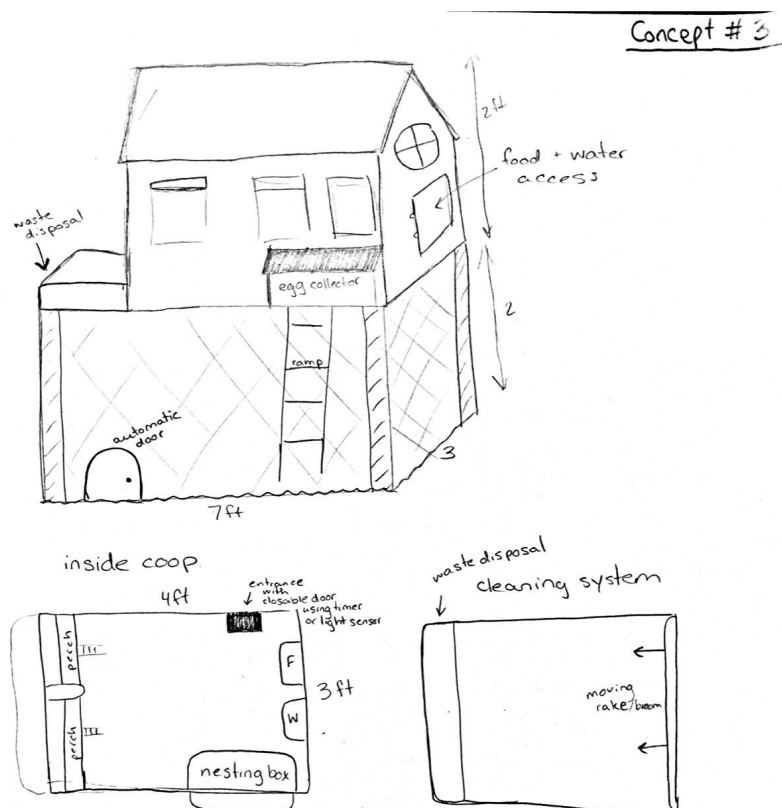 Concept # 3
2ft
food + water
access
waste
disposal
egg collector
2
ramp
automatic
door
3
7ft
inside coop
4ft
entrance
with
closable door
using timer
or light sensor
perch
F
3 ft
W
perch
nesting box
waste disposal
cleaning system
moving
rake/broom